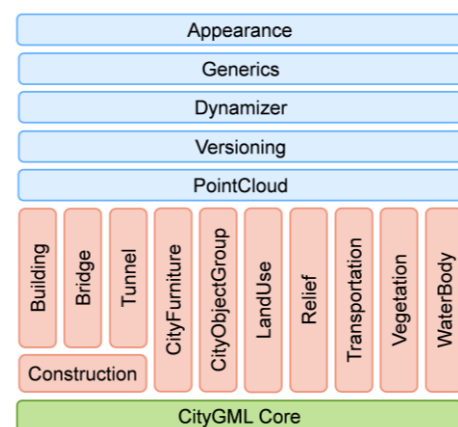 Appearance
Generics
Dynamizer
Versioning
PointCloud
Building
Bridge
Tunnel
CityFurniture
CityObjectGroup
LandUse
Relief
Transportation
Vegetation
WaterBody
Construction
CityGML Core